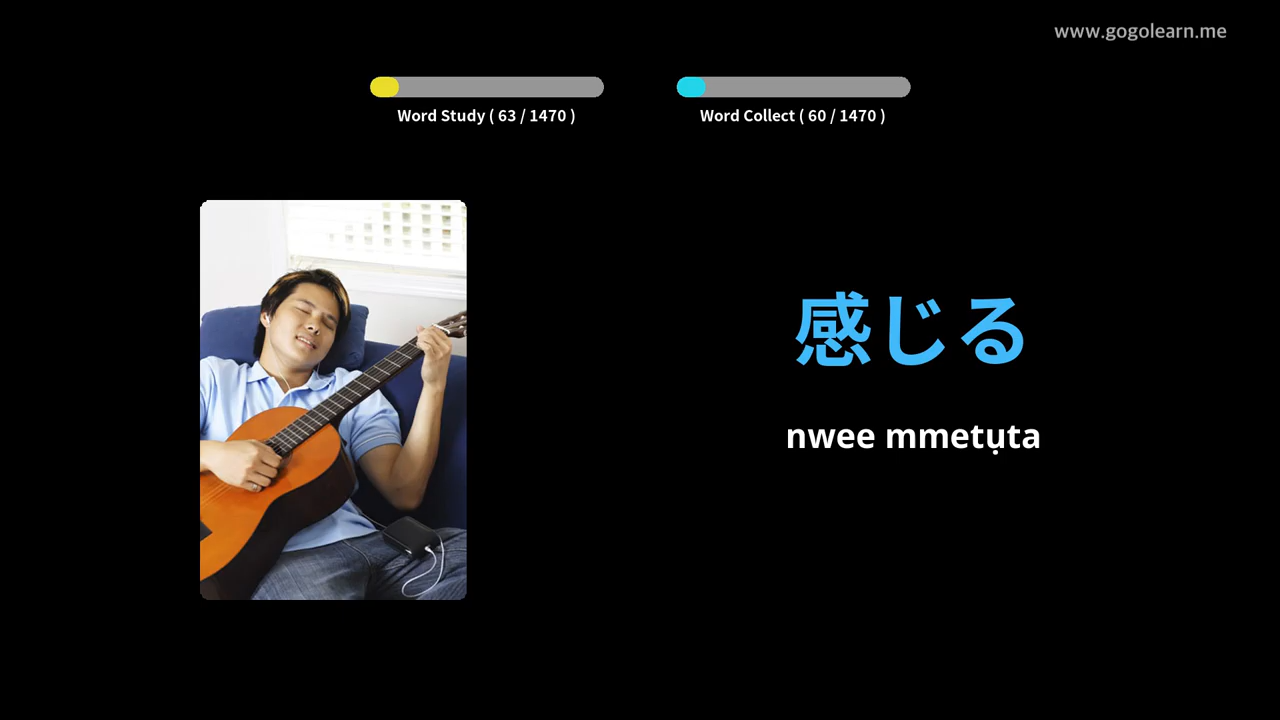 www.gogolearn.me
Word Study ( 63 / 1470 )
Word Collect ( 60 / 1470 )
感じる
nwee mmetụta